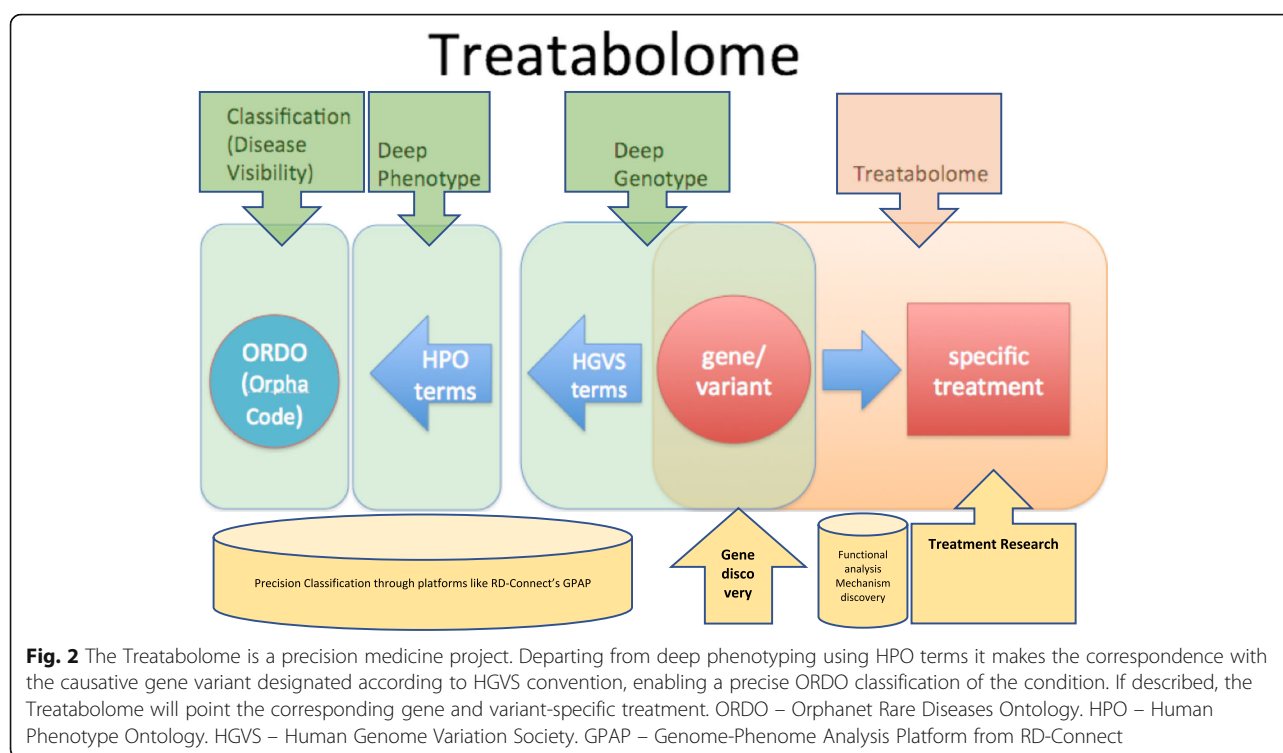 Treatabolome
Classification
(Disease
Visibility)
Deep
Phenotype
Deep
Genotype
Treatabolome
ORDO
(Orpha
Code)
HPO
terms
HGVS
terms
gene/
variant
specific
treatment
Precision Classification through platforms like RD-Connect's GPAP
Gene
disco
very
Functional
analysis
Mechanism
discovery
Treatment Research
Fig. 2 The Treatabolome is a precision medicine project. Departing from deep phenotyping using HPO terms it makes the correspondence with
the causative gene variant designated according to HGVS convention, enabling a precise ORDO classification of the condition. If described, the
Treatabolome will point the corresponding gene and variant-specific treatment. ORDO – Orphanet Rare Diseases Ontology. HPO – Human
Phenotype Ontology. HGVS – Human Genome Variation Society. GPAP – Genome-Phenome Analysis Platform from RD-Connect